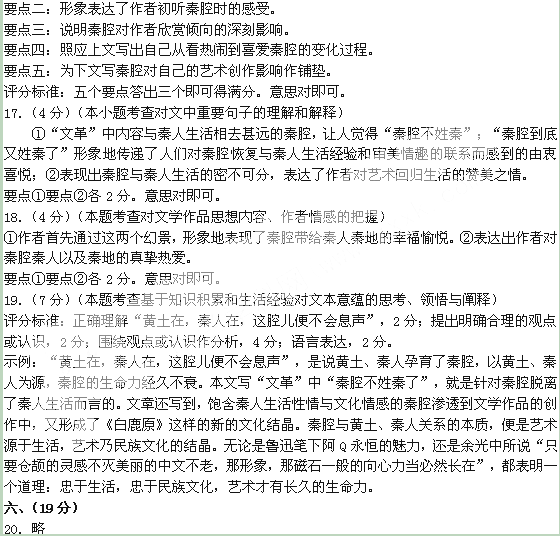 要点二：形象表达了作者初听秦腔时的感受。
要点三：说明秦腔对作者欣赏倾向的深刻影响。
要点四：照应上文写出自己从看热闹到喜爱秦腔的变化过程。
要点五：为下文写秦腔对自己的艺术创作影响作铺垫。
评分标准：五个要点答出三个即可得满分。意思对即可。
17.（4 分）（本小题考查对文中重要句子的理解和解释）
①“文革”中内容与秦人生活相去甚远的秦腔，让人觉得“秦腔不姓秦”；“秦腔到底
又姓秦了”形象地传递了人们对秦腔恢复与秦人生活经验和审美情趣的联系而感到的由衷
喜悦；②表现出秦腔与秦人生活的密不可分，表达了作者对艺术回归生活的赞美之情。
要点①要点②各 2 分。意思对即可。
18.（4 分）（本题考查对文学作品思想内容、作者情感的把握）
①作者首先通过这两个幻景，形象地表现了秦腔带给秦人秦地的幸福愉悦。②表达出作者对
秦腔秦人以及秦地的真挚热爱。
要点①要点②各 2 分。意思对即可。
19.（7 分）（本题考查基于知识积累和生活经验对文本意蕴的思考、领悟与阐释）
评分标准：正确理解“黄土在，秦人在，这腔儿便不会息声”，2 分；提出明确合理的观点
或认识，2 分；围绕观点或认识作分析，4 分；语言表达，2 分。
示例：“黄土在，秦人在，这腔儿便不会息声”，是说黄土、秦人孕育了秦腔，以黄土、秦
人为源，秦腔的生命力经久不衰。本文写“文革”中“秦腔不姓秦了”，就是针对秦腔脱离
了秦人生活而言的。文章还写到，饱含秦人生活性情与文化情感的秦腔渗透到文学作品的创
作中，又形成了《白鹿原》这样的新的文化结晶。秦腔与黄土、秦人关系的本质，便是艺术
源于生活，艺术乃民族文化的结晶。无论是鲁迅笔下阿 Q 永恒的魅力，还是余光中所说“只
要仓颉的灵感不灭美丽的中文不老，那形象，那磁石一般的向心力当必然长在”，都表明一
个道理：忠于生活，忠于民族文化，艺术才有长久的生命力。
六、（19 分）
20．略